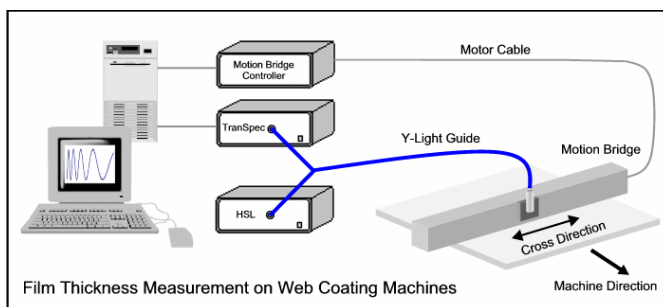 Motor Cable
Motion Bridge
Controller
TranSpec
Y-Light Guide
Motion Bridge
HSL
Cross Direction
Film Thickness Measurement on Web Coating Machines
Machine Direction